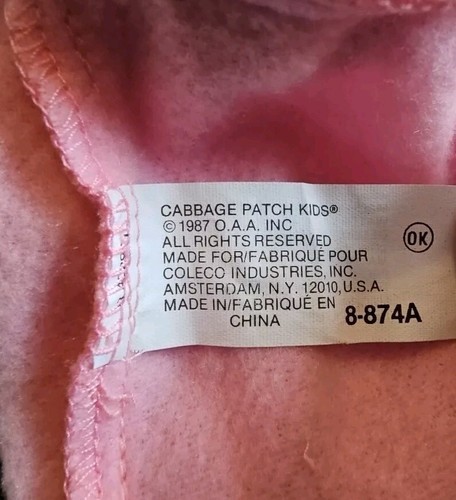 CABBAGE PATCH KIDS®
©1987 O.A.A. INC
ALL RIGHTS RESERVED
MADE FOR/FABRIQUÉ POUR
COLECO INDUSTRIES, INC.
AMSTERDAM, N.Y. 12010, U.S.A.
MADE IN/FABRIQUÉ EN
CHINA
OK
8-874A